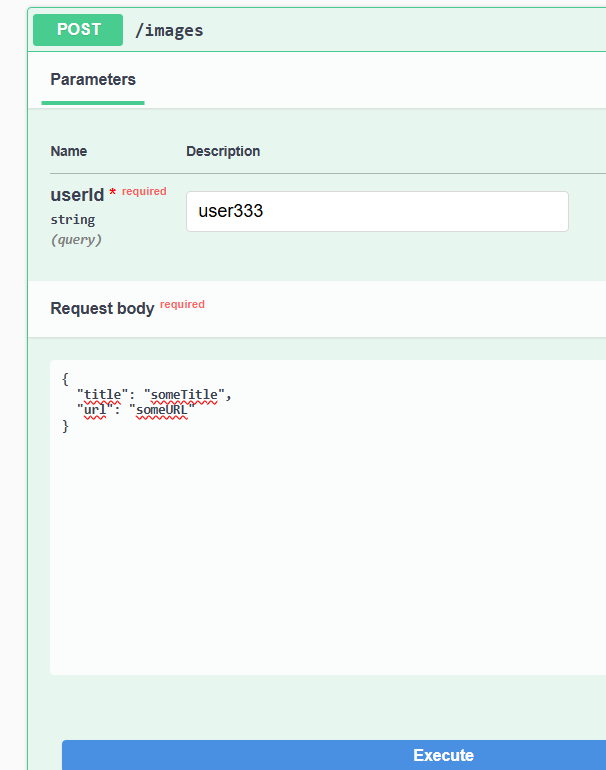 POST /images
Parameters
Name Description
userId * required user333
string
(query)
Request body required
{
"title": "someTitle",
"url": "someURL"
}
Execute